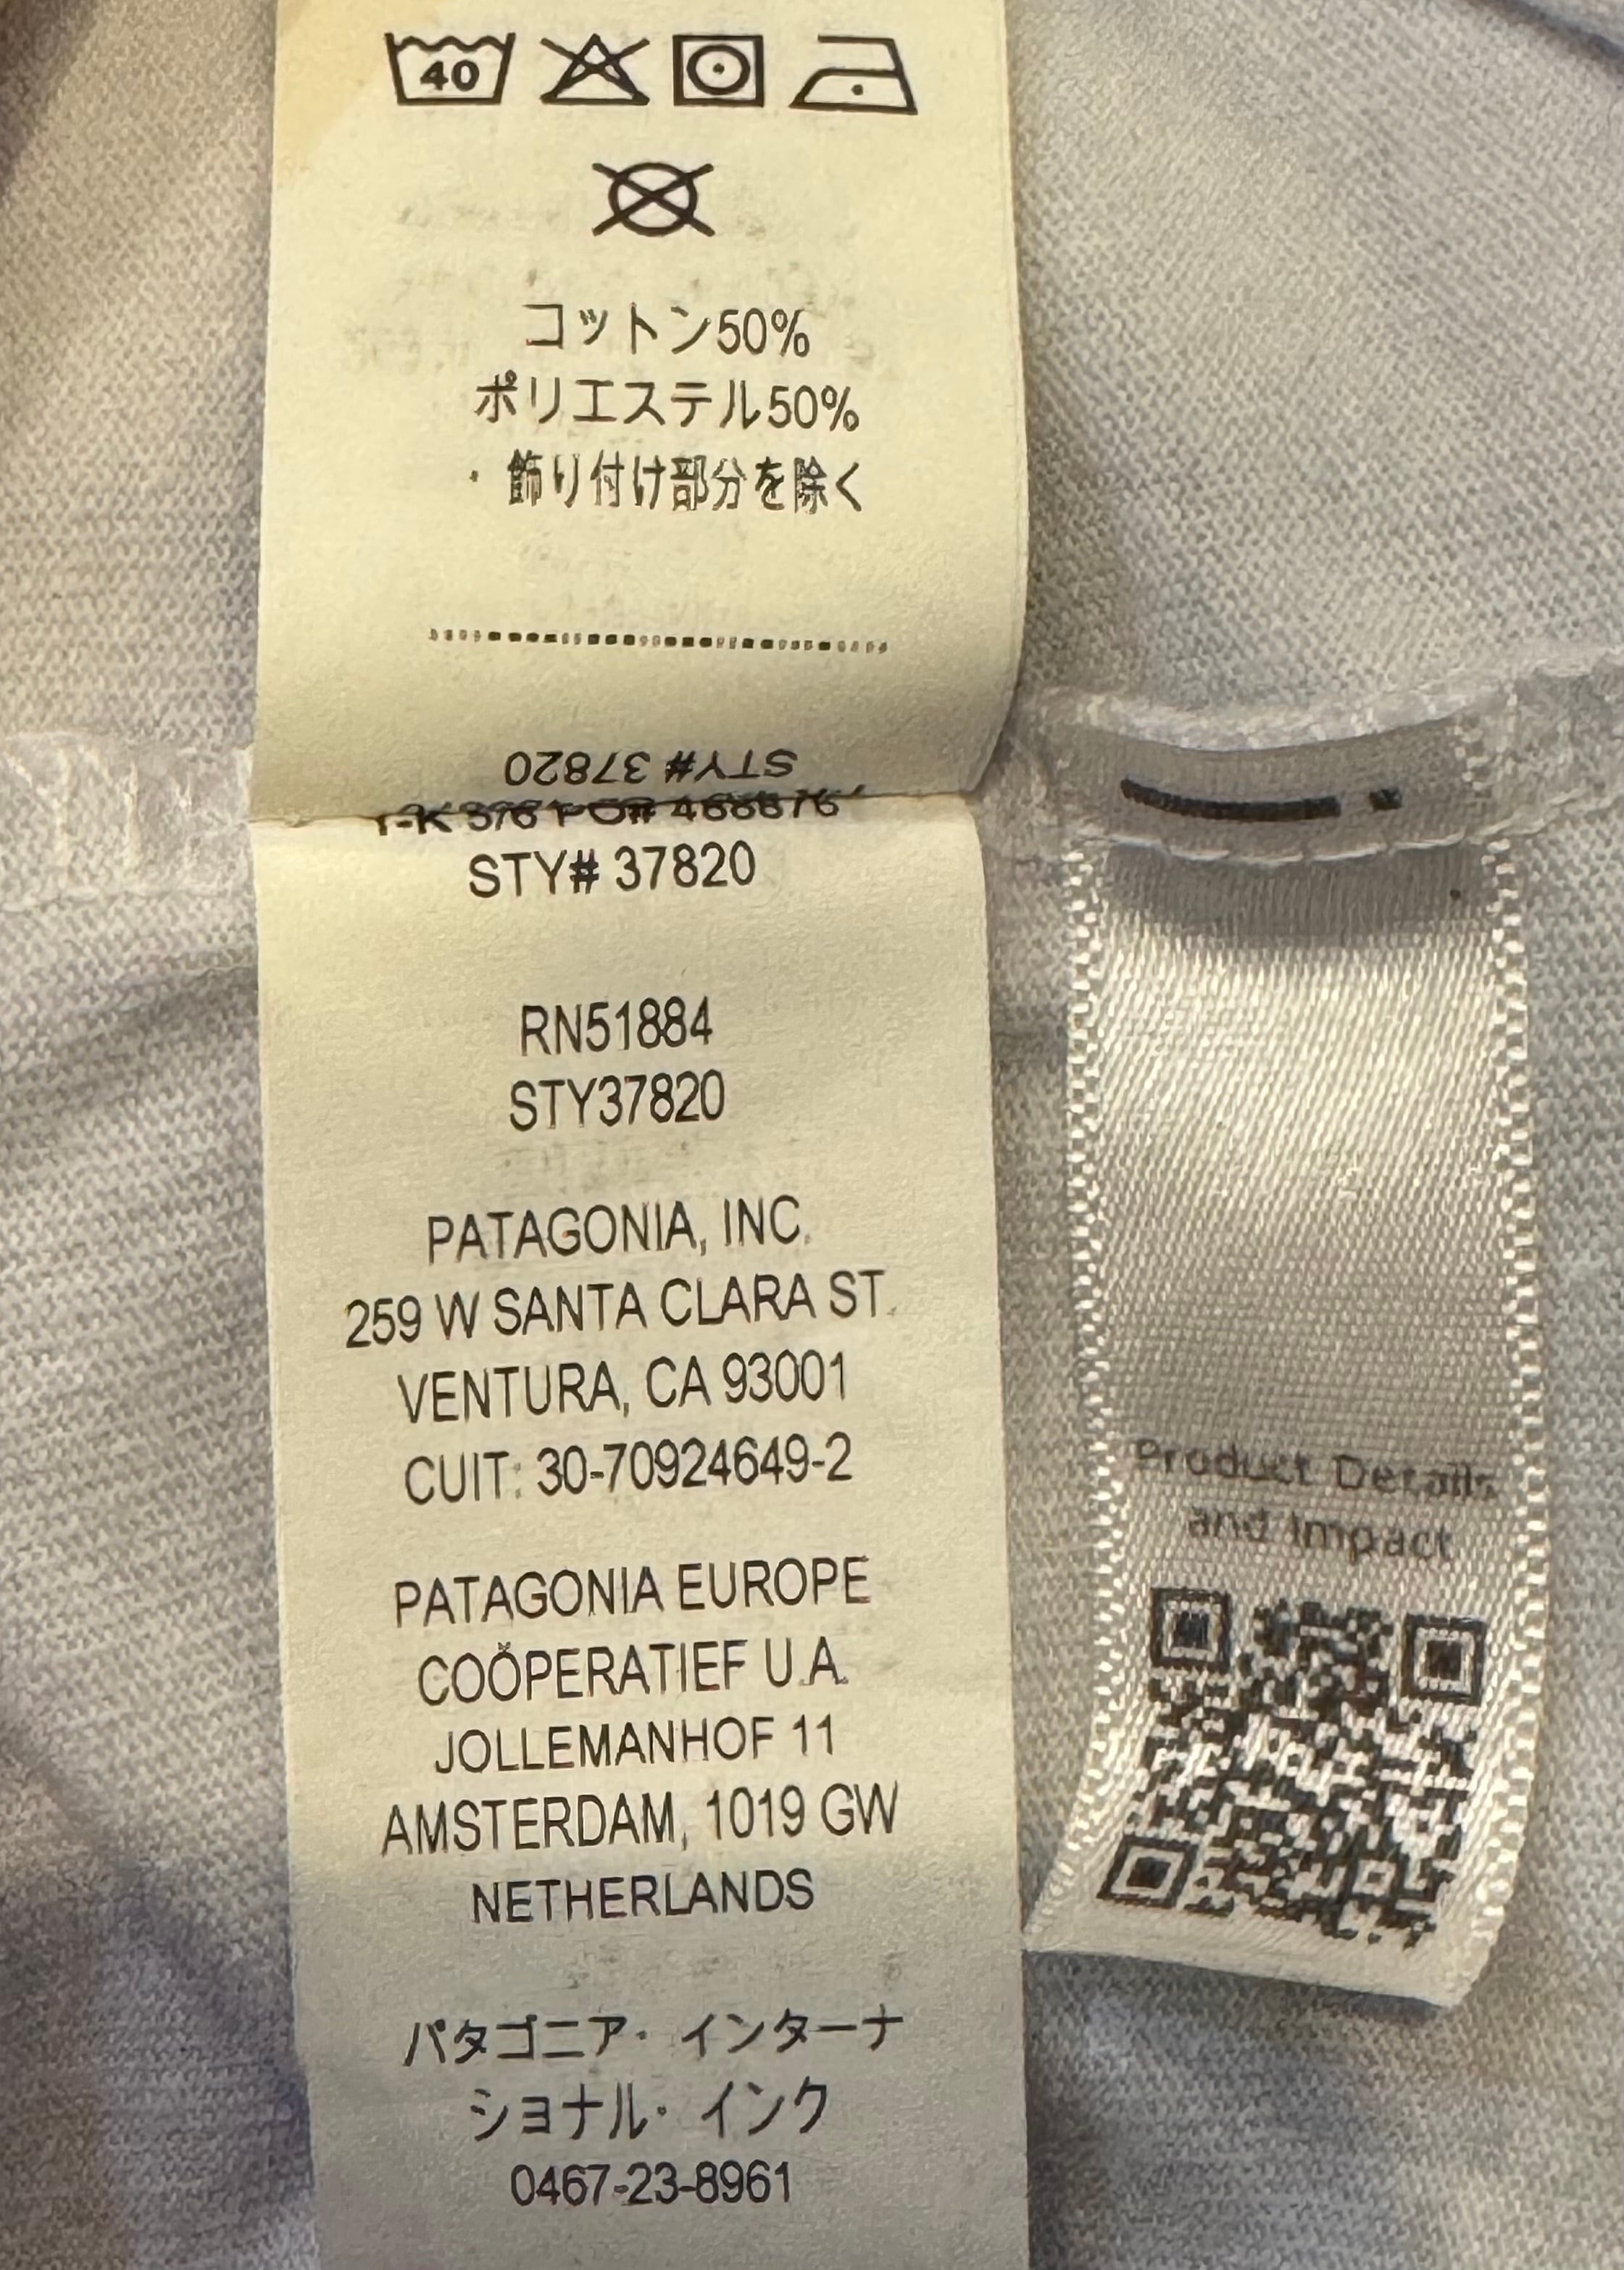 40
コットン50%
ポリエステル50%
・飾り付け部分を除く
STY# 37820
STY# 37820
RN51884
STY37820
PATAGONIA, INC.
259 W SANTA CLARA ST.
VENTURA, CA 93001
CUIT: 30-70924649-2
PATAGONIA EUROPE
COÖPERATIEF U.A.
JOLLEMANHOF 11
AMSTERDAM, 1019 GW
NETHERLANDS
パタゴニア・インターナ
ショナル・インク
0467-23-8961
Product Details
and Impact